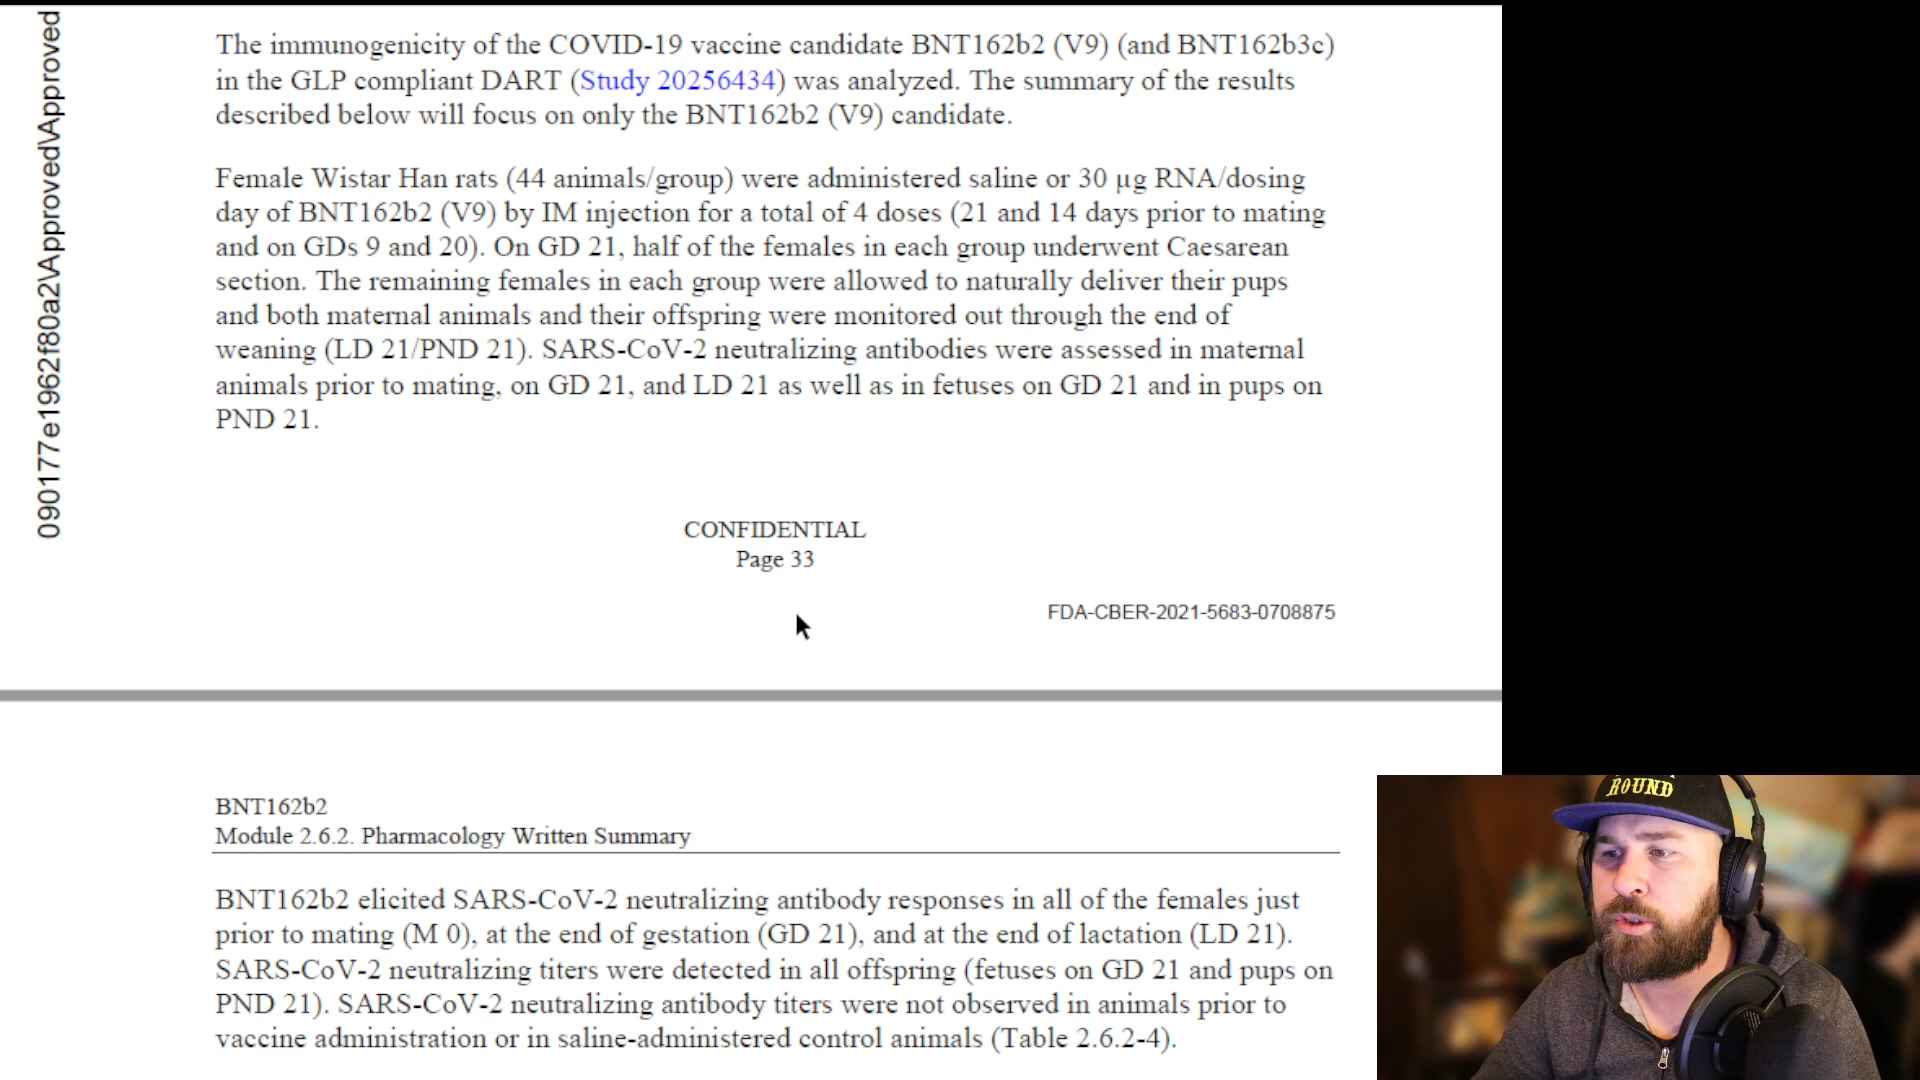 090177e1962f80a2\Approved\Approved
The immunogenicity of the COVID-19 vaccine candidate BNT162b2 (V9) (and BNT162b3c)
in the GLP compliant DART (Study 20256434) was analyzed. The summary of the results
described below will focus on only the BNT162b2 (V9) candidate.
Female Wistar Han rats (44 animals/group) were administered saline or 30 µg RNA/dosing
day of BNT162b2 (V9) by IM injection for a total of 4 doses (21 and 14 days prior to mating
and on GDs 9 and 20). On GD 21, half of the females in each group underwent Caesarean
section. The remaining females in each group were allowed to naturally deliver their pups
and both maternal animals and their offspring were monitored out through the end of
weaning (LD 21/PND 21). SARS-CoV-2 neutralizing antibodies were assessed in maternal
animals prior to mating, on GD 21, and LD 21 as well as in fetuses on GD 21 and in pups on
PND 21.
CONFIDENTIAL
Page 33
FDA-CBER-2021-5683-0708875
BNT162b2
Module 2.6.2. Pharmacology Written Summary
BNT162b2 elicited SARS-CoV-2 neutralizing antibody responses in all of the females just
prior to mating (M 0), at the end of gestation (GD 21), and at the end of lactation (LD 21).
SARS-CoV-2 neutralizing titers were detected in all offspring (fetuses on GD 21 and pups on
PND 21). SARS-CoV-2 neutralizing antibody titers were not observed in animals prior to
vaccine administration or in saline-administered control animals (Table 2.6.2-4).
ROUND